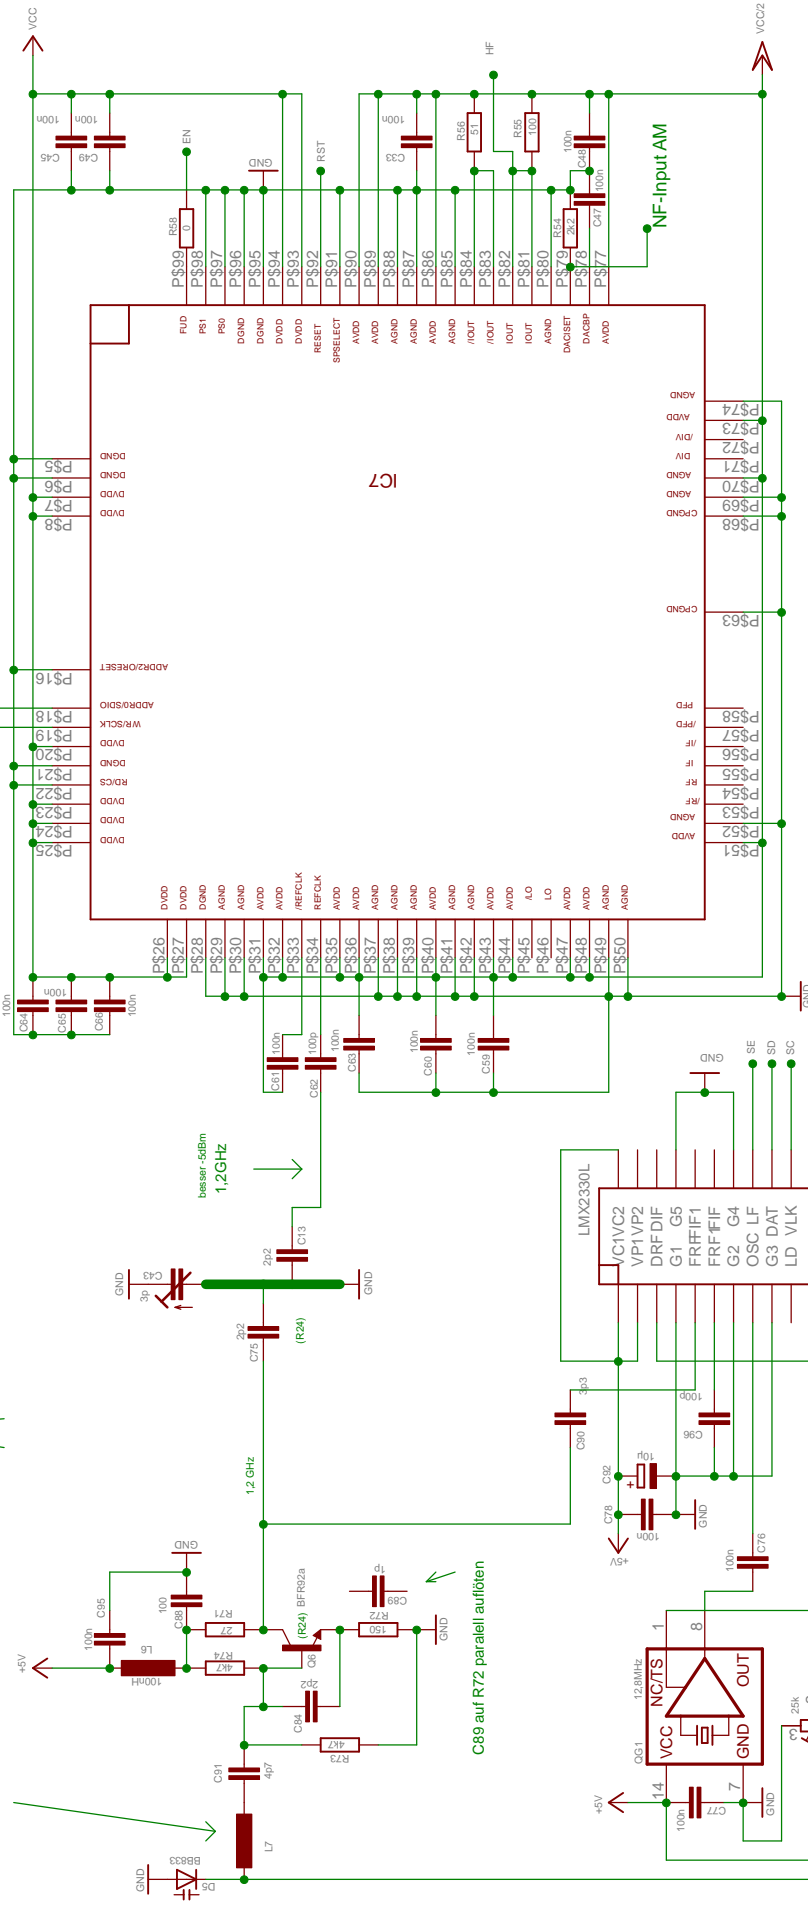 VCC
VCC/2
HF
100n
C45
100n
C49
EN
GND
RST
100n
C33
R56
51
R55
100
100n
C48
100n
C47
NF-Input AM
R58
0
R54
2k2
P$99
P$98
P$97
P$96
P$95
P$94
P$93
P$92
P$91
P$90
P$89
P$88
P$87
P$86
P$85
P$84
P$83
P$82
P$81
P$80
P$79
P$78
P$77
FUD
PS1
PS0
DGND
DGND
DVDD
DVDD
RESET
SPSELECT
AVDD
AVDD
AGND
AGND
AVDD
AGND
/IOUT
/IOUT
IOUT
IOUT
AGND
DACISET
DACBP
AVDD
IC7
DGND
P$5
DGND
P$6
DVDD
P$7
DVDD
P$8
ADDR2/ORESET
P$16
ADDR0/SDIO
P$18
WR/SCLK
P$19
DVDD
P$20
DGND
P$21
RD/CS
P$22
DVDD
P$23
DVDD
P$24
DVDD
P$25
AGND
P$74
AVDD
P$73
/DIV
P$72
DIV
P$71
AGND
P$70
AGND
P$69
CPGND
P$68
CPGND
P$63
PFD
P$58
/PFD
P$57
/IF
P$56
IF
P$55
RF
P$54
/RF
P$53
AGND
P$52
AVDD
P$51
DVDD
DVDD
DGND
AGND
AGND
AVDD
AVDD
/REFCLK
REFCLK
AVDD
AVDD
AGND
AGND
AGND
AVDD
AGND
AGND
AVDD
AVDD
/LO
LO
AVDD
AVDD
AGND
AGND
P$26
P$27
P$28
P$29
P$30
P$31
P$32
P$33
P$34
P$35
P$36
P$37
P$38
P$39
P$40
P$41
P$42
P$43
P$44
P$45
P$46
P$47
P$48
P$49
P$50
100n
C64
100n
C65
C66
100n
100n
C61
100p
C62
100n
C63
100n
C60
100n
C59
GND
besser -5dBm
1,2GHz
GND
SE
SD
SC
LMX2330L
VC1VC2
VP1VP2
DRFDIF
G1 G5
G2 G4
OSC LF
G3 DAT
LD VLK
GND
C43
3p
2p2
C13
GND
2p2
C75
(R24)
3p3
C90
100p
C96
C92
10µ
+
C78
100n
GND
+5V
1,2 GHz
100n
C76
GND
C95
100n
100
C88
+5V
L6
100nH
R71
27
R74
4k7
BFR92a
(R24)
Q6
1p
C89
R72
150
GND
2p2
C84
4k7
R73
C91
4p7
C89 auf R72 paralell auflöten
L7
GND
BB833
D5
12,8MHz
QG1
1
8
NC/TS
OUT
VCC
GND
14
7
+5V
100n
C77
GND
25k
3